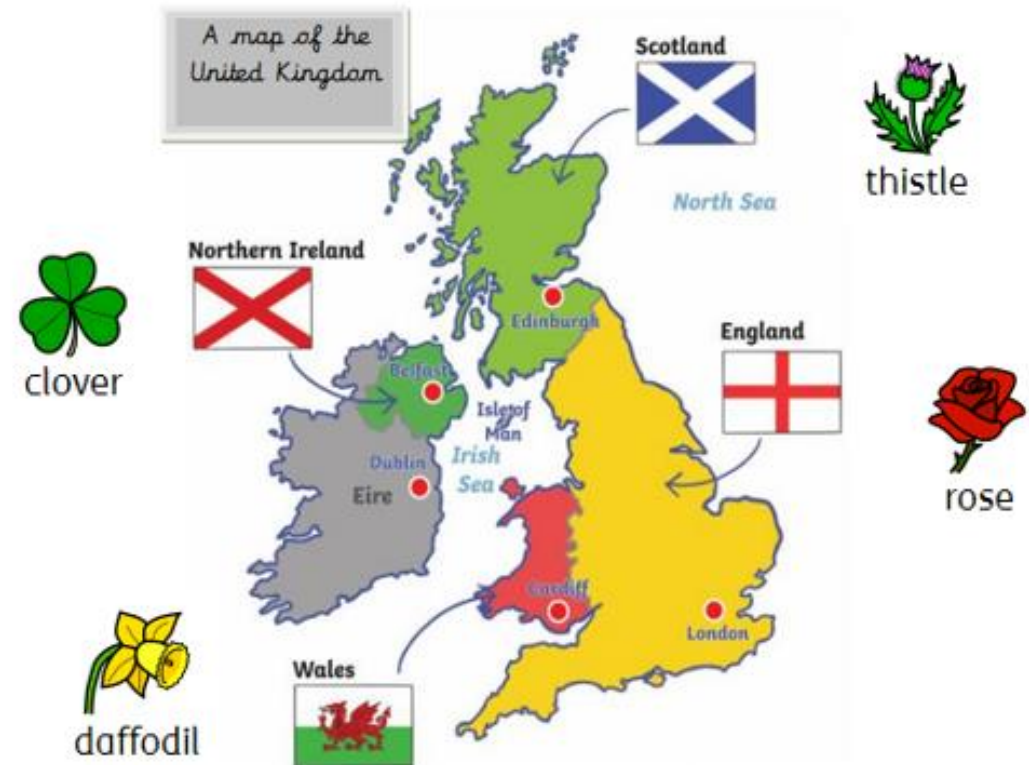 A map of the
United Kingdom
Scotland
thistle
North Sea
Northern Ireland
clover
Edinburgh
England
Belfast
Isle of
Man
Dublin
Irish
Sea
Eire
rose
Cardiff
London
Wales
daffodil